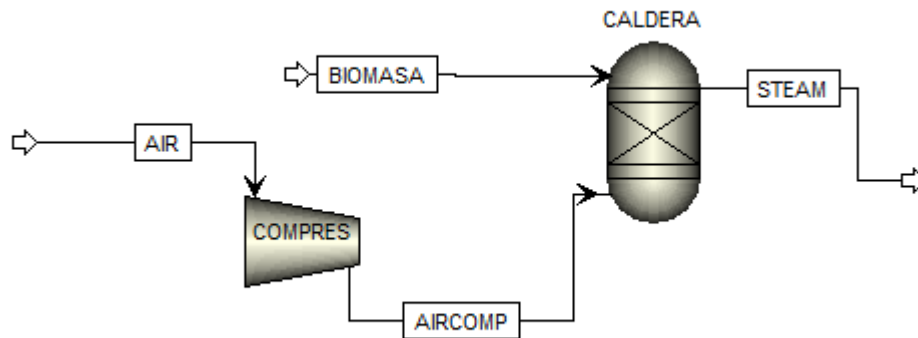 CALDERA
BIOMASA
STEAM
AIR
COMPRES
AIRCOMP